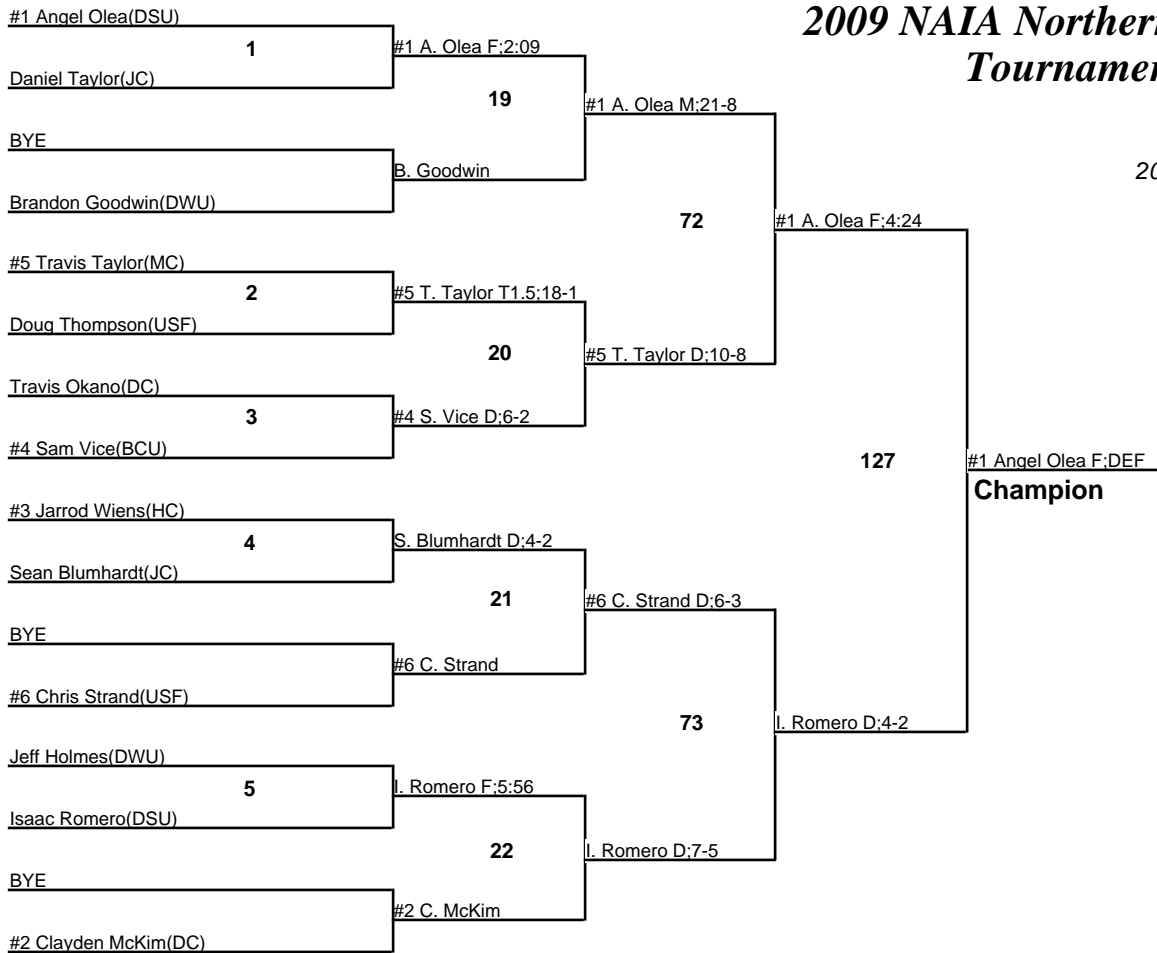 2009 NAIA Northern
Tournamen
20
#1 Angel Olea(DSU)
1
Daniel Taylor(JC)
BYE
Brandon Goodwin(DWU)
#5 Travis Taylor(MC)
2
Doug Thompson(USF)
Travis Okano(DC)
3
#4 Sam Vice(BCU)
#3 Jarrod Wiens(HC)
4
Sean Blumhardt(JC)
BYE
#6 Chris Strand(USF)
Jeff Holmes(DWU)
5
Isaac Romero(DSU)
BYE
#2 Clayden McKim(DC)
#1 A. Olea F;2:09
19
B. Goodwin
#5 T. Taylor T1.5;18-1
20
#4 S. Vice D;6-2
S. Blumhardt D;4-2
21
#6 C. Strand
I. Romero F;5:56
22
#2 C. McKim
#1 A. Olea M;21-8
72
#5 T. Taylor D;10-8
#6 C. Strand D;6-3
73
I. Romero D;7-5
#1 A. Olea F;4:24
127
I. Romero D;4-2
#1 Angel Olea F;DEF
Champion